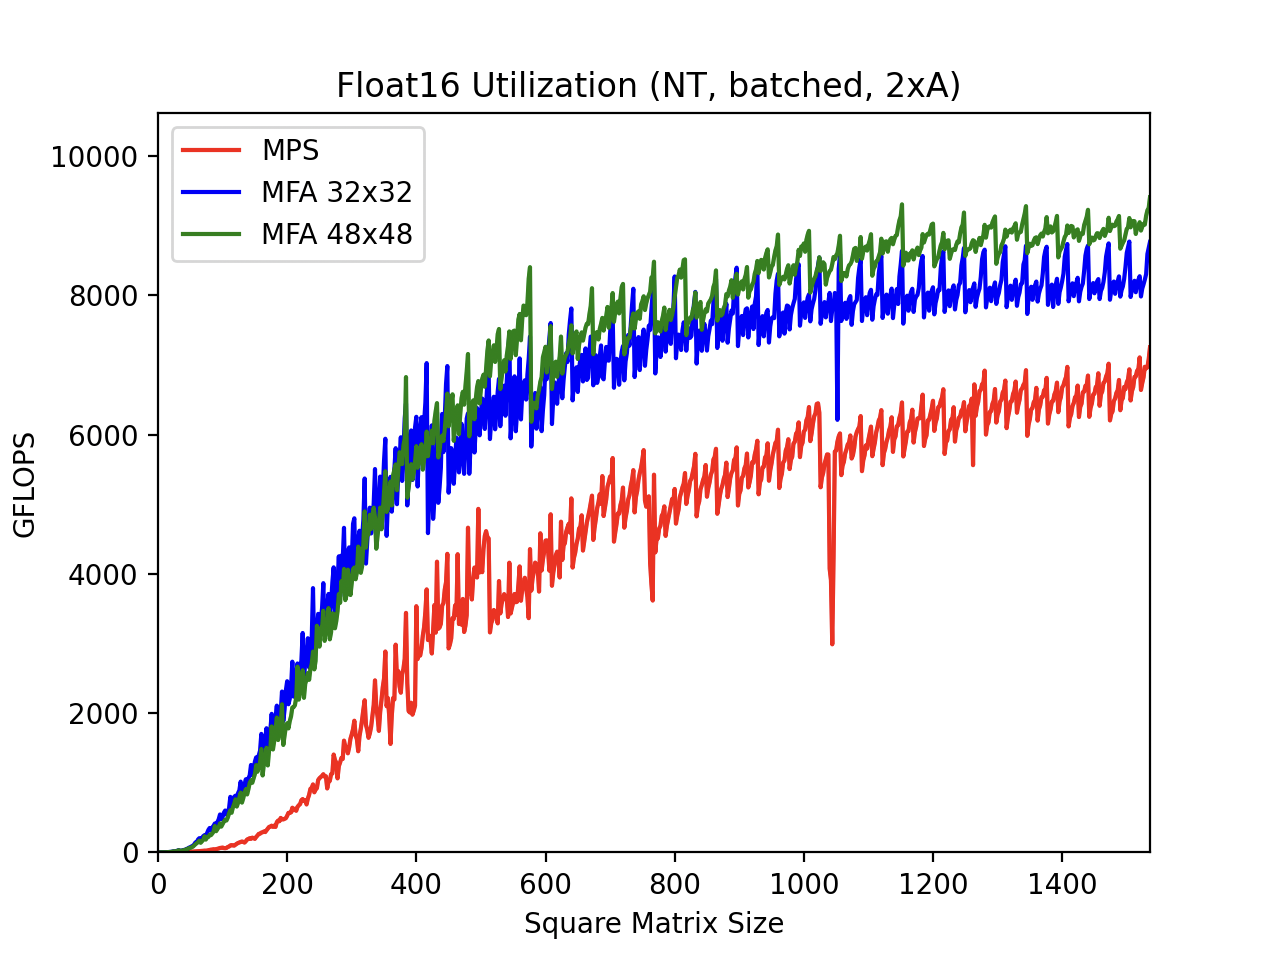 Float16 Utilization (NT, batched, 2xA)
MPS
MFA 32x32
MFA 48x48
GFLOPS
10000
8000
6000
4000
2000
0
0 200 400 600 800 1000 1200 1400
Square Matrix Size